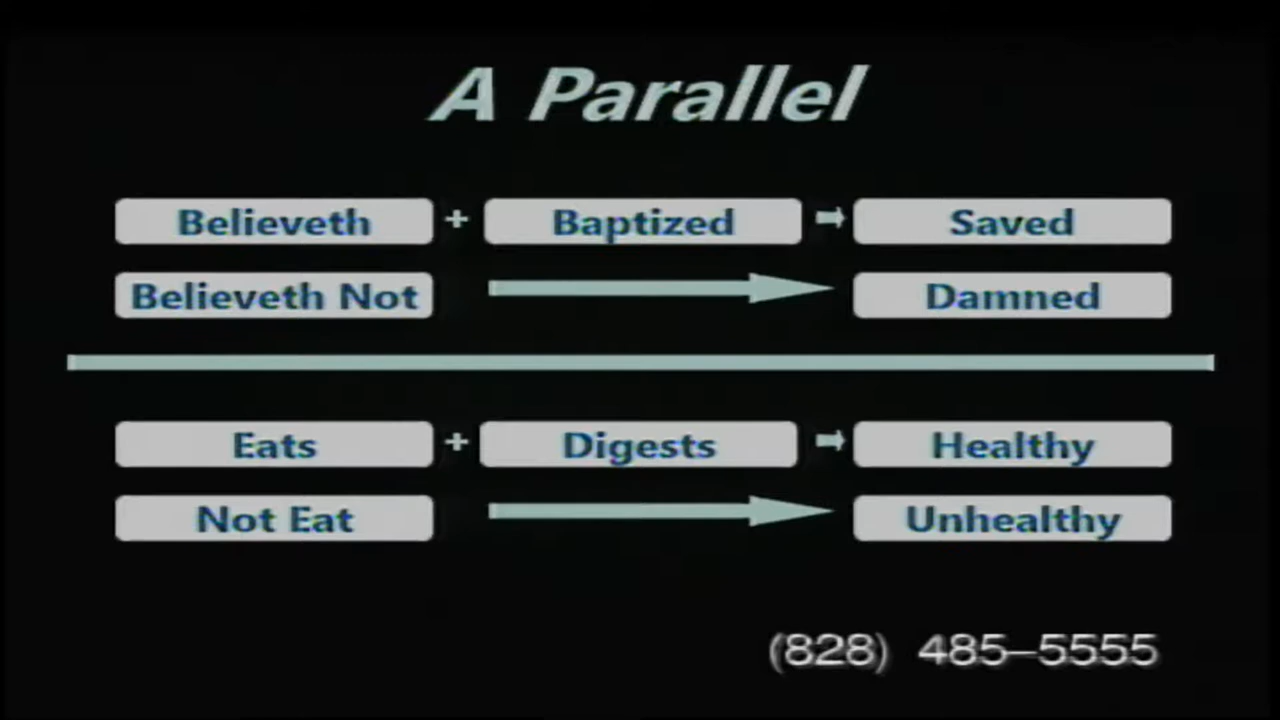 A Parallel
Believeth + Baptized ➡ Saved
Believeth Not Damned
Eats + Digests ➡ Healthy
Not Eat Unhealthy
(828) 485–5555